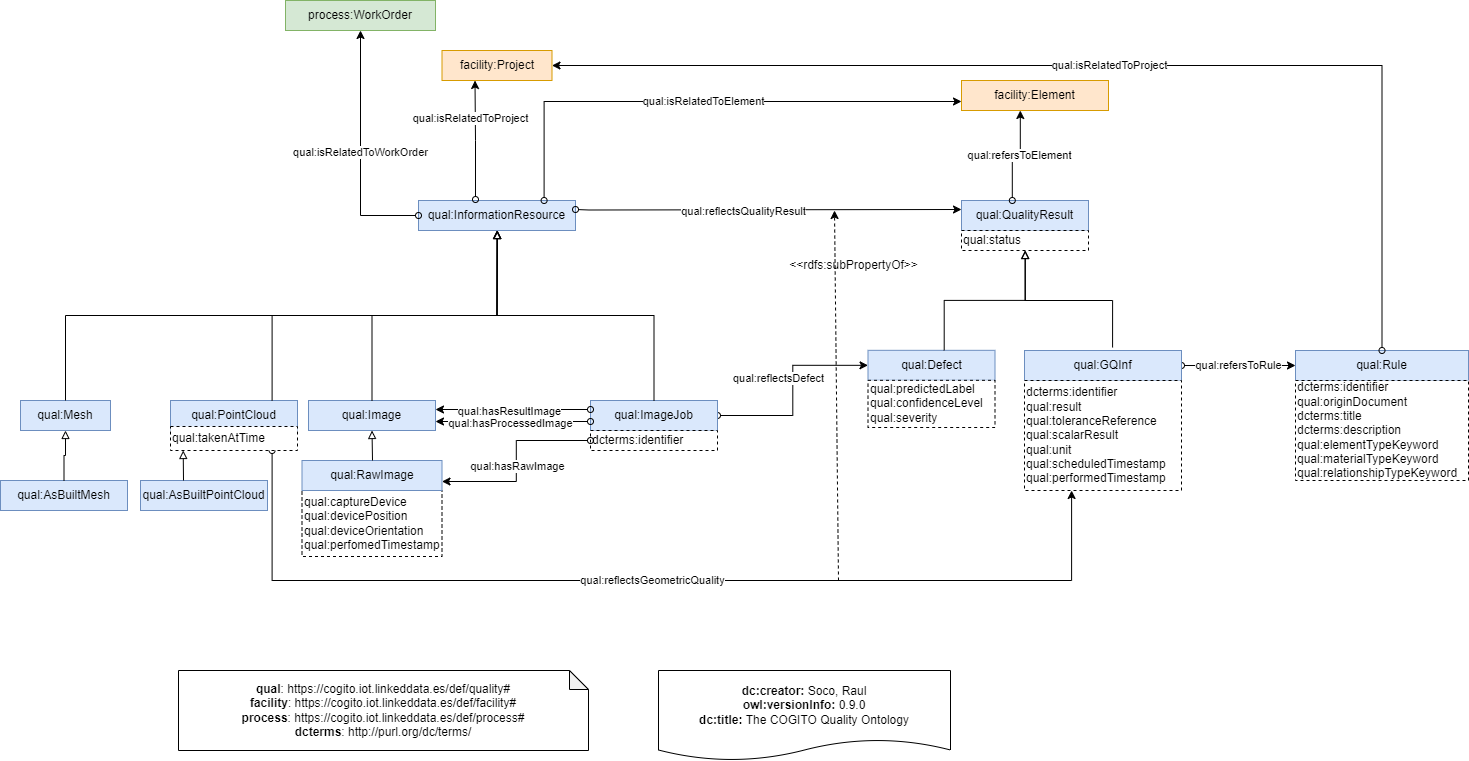 process:WorkOrder
facility:Project
qual:isRelatedToProject
facility:Element
qual:isRelatedToElement
qual:isRelatedToProject
qual:isRelatedToWorkOrder
qual:refersToElement
qual:InformationResource
qual:reflectsQualityResult
qual:QualityResult
qual:status
<<rdfs:subPropertyOf>>
qual:Defect
qual:predictedLabel
qual:confidenceLevel
qual:severity
qual:GQInf
dcterms:identifier
qual:result
qual:toleranceReference
qual:scalarResult
qual:unit
qual:scheduledTimestamp
qual:performedTimestamp
qual:refersToRule
qual:Rule
dcterms:identifier
qual:originDocument
dcterms:title
dcterms:description
qual:elementTypeKeyword
qual:materialTypeKeyword
qual:relationshipTypeKeyword
qual:reflectsDefect
qual:Mesh
qual:PointCloud
qual:takenAtTime
qual:Image
qual:hasResultImage
qual:hasProcessedImage
qual:ImageJob
dcterms:identifier
qual:hasRawImage
qual:RawImage
qual:captureDevice
qual:devicePosition
qual:deviceOrientation
qual:perfomedTimestamp
qual:AsBuiltMesh
qual:AsBuiltPointCloud
qual:reflectsGeometricQuality
qual: https://cogito.iot.linkeddata.es/def/quality#
facility: https://cogito.iot.linkeddata.es/def/facility#
process: https://cogito.iot.linkeddata.es/def/process#
dcterms: http://purl.org/dc/terms/
dc:creator: Soco, Raul
owl:versionInfo: 0.9.0
dc:title: The COGITO Quality Ontology